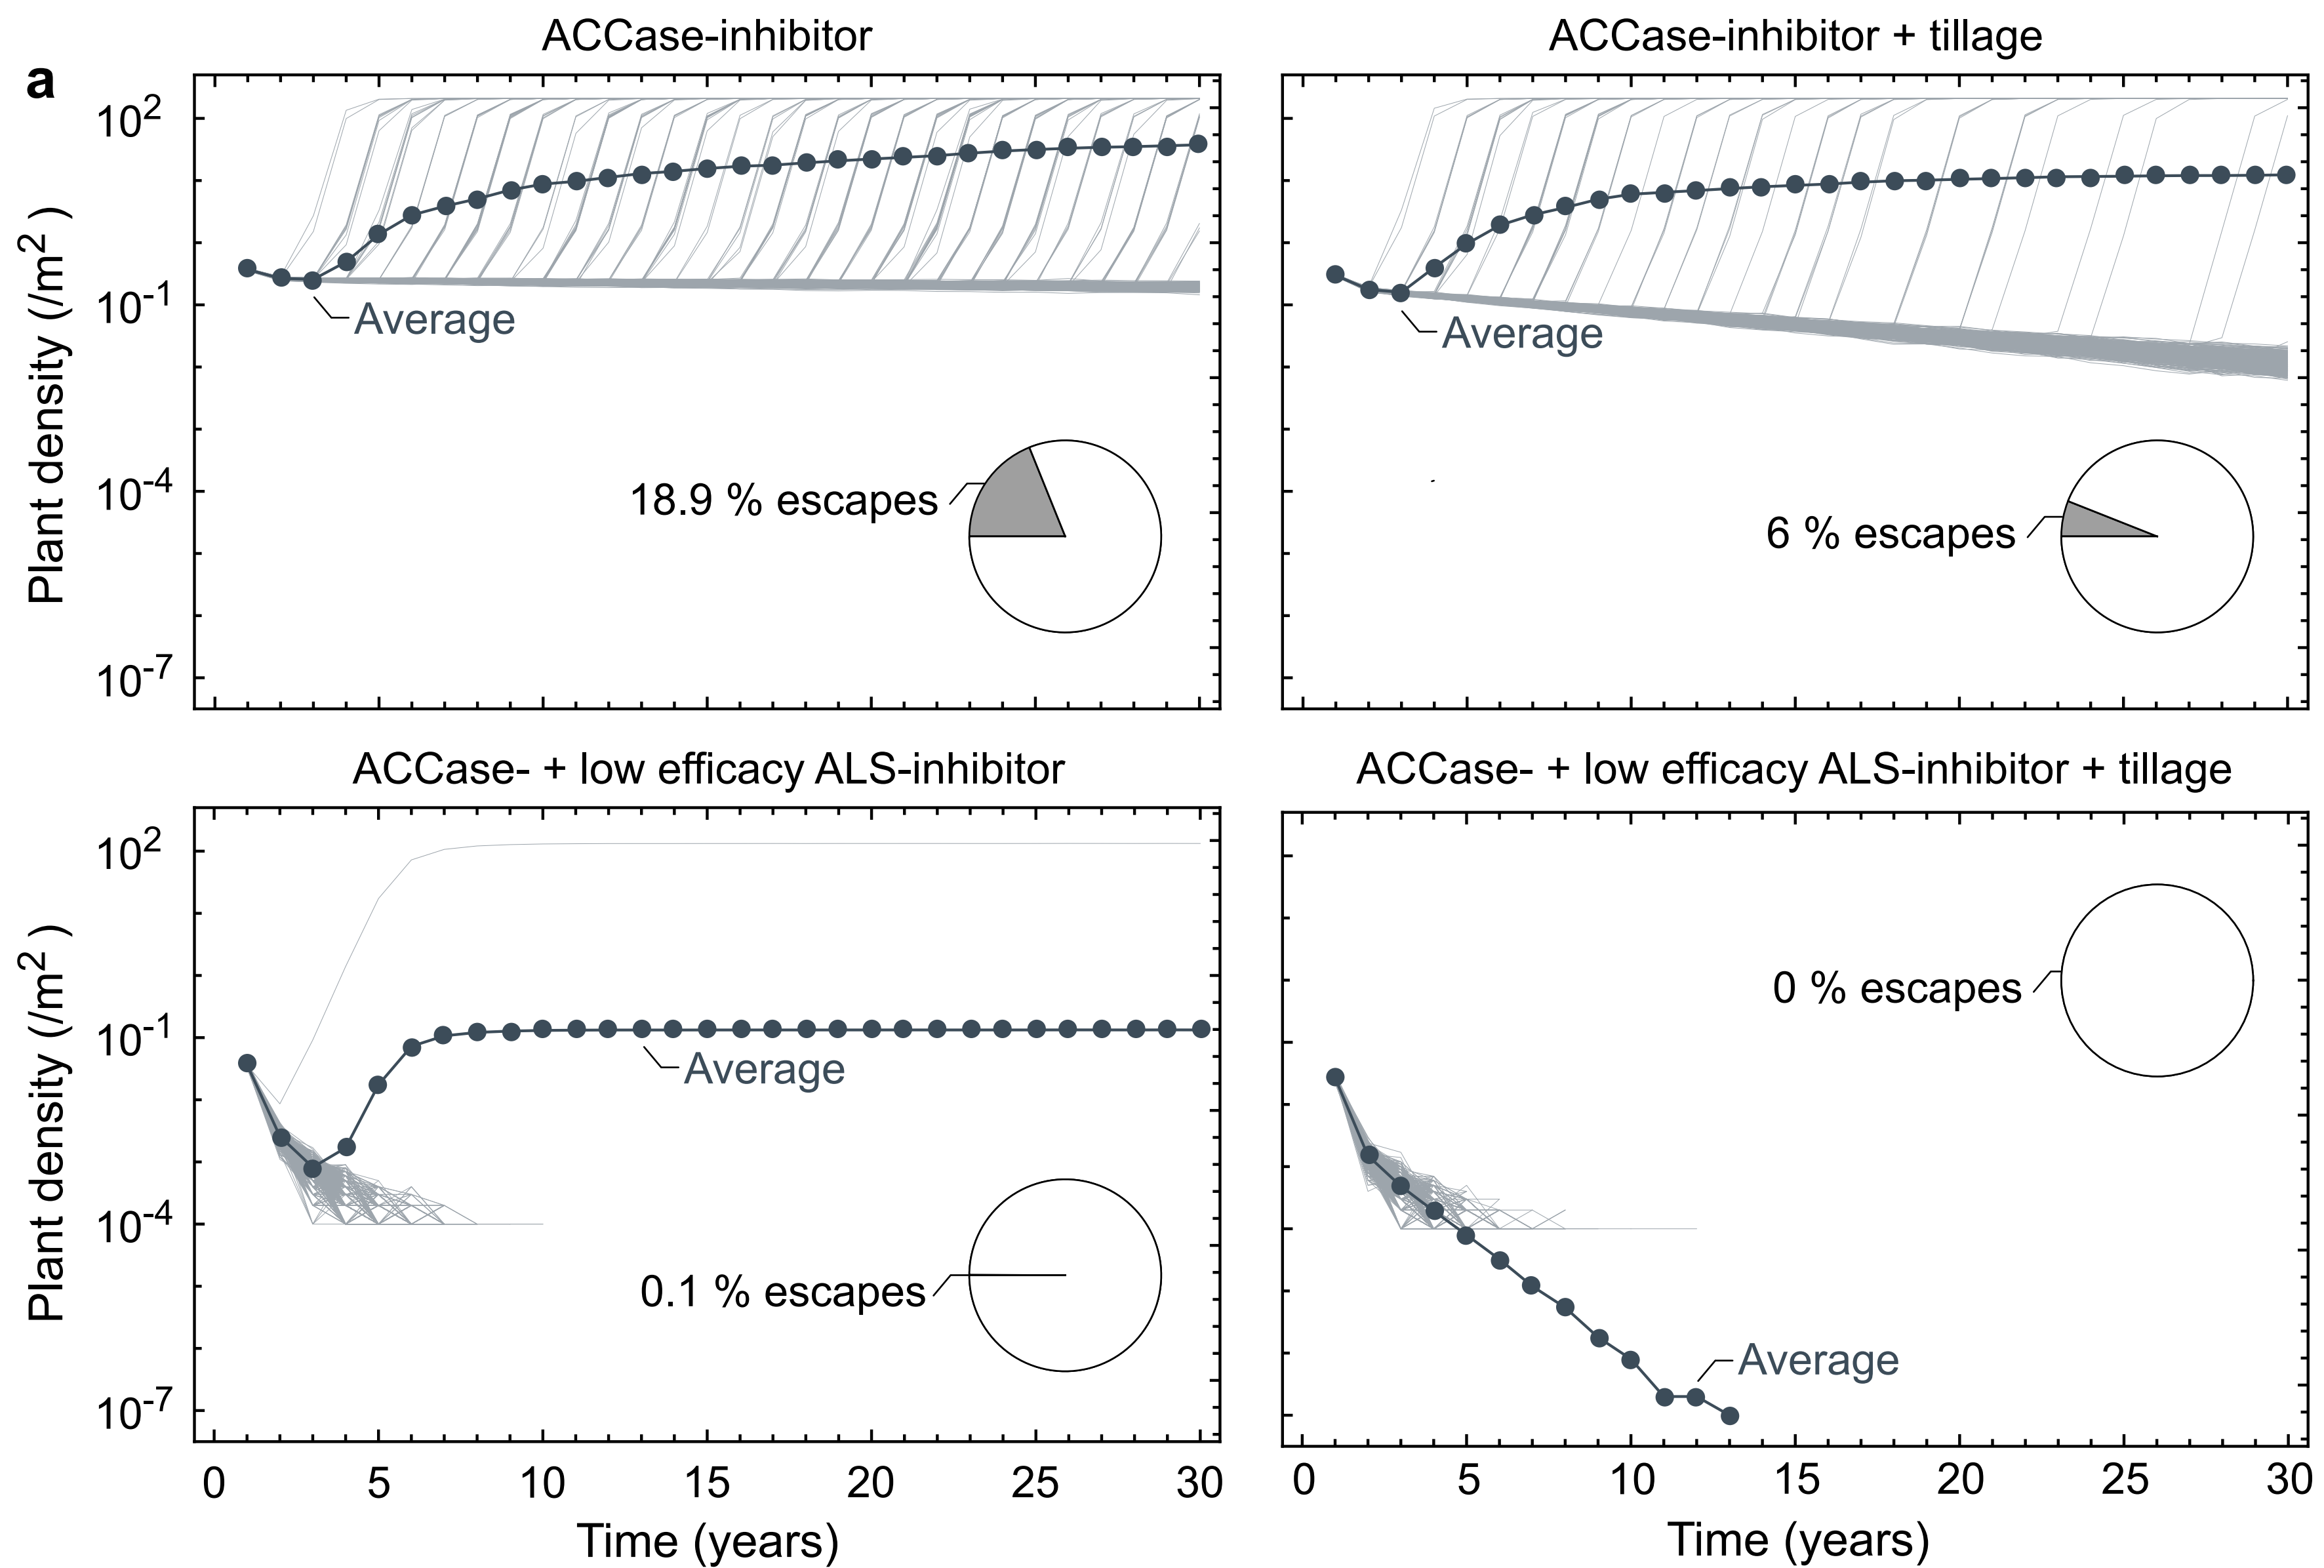 a
ACCase-inhibitor
ACCase-inhibitor + tillage
Plant density (/m2 )
10^2
10^-1
10^-4
10^-7
Average
18.9 % escapes
Average
6 % escapes
ACCase- + low efficacy ALS-inhibitor
ACCase- + low efficacy ALS-inhibitor + tillage
Plant density (/m2 )
10^2
10^-1
10^-4
10^-7
Average
0.1 % escapes
0 % escapes
Average
0 5 10 15 20 25 30
0 5 10 15 20 25 30
Time (years)
Time (years)